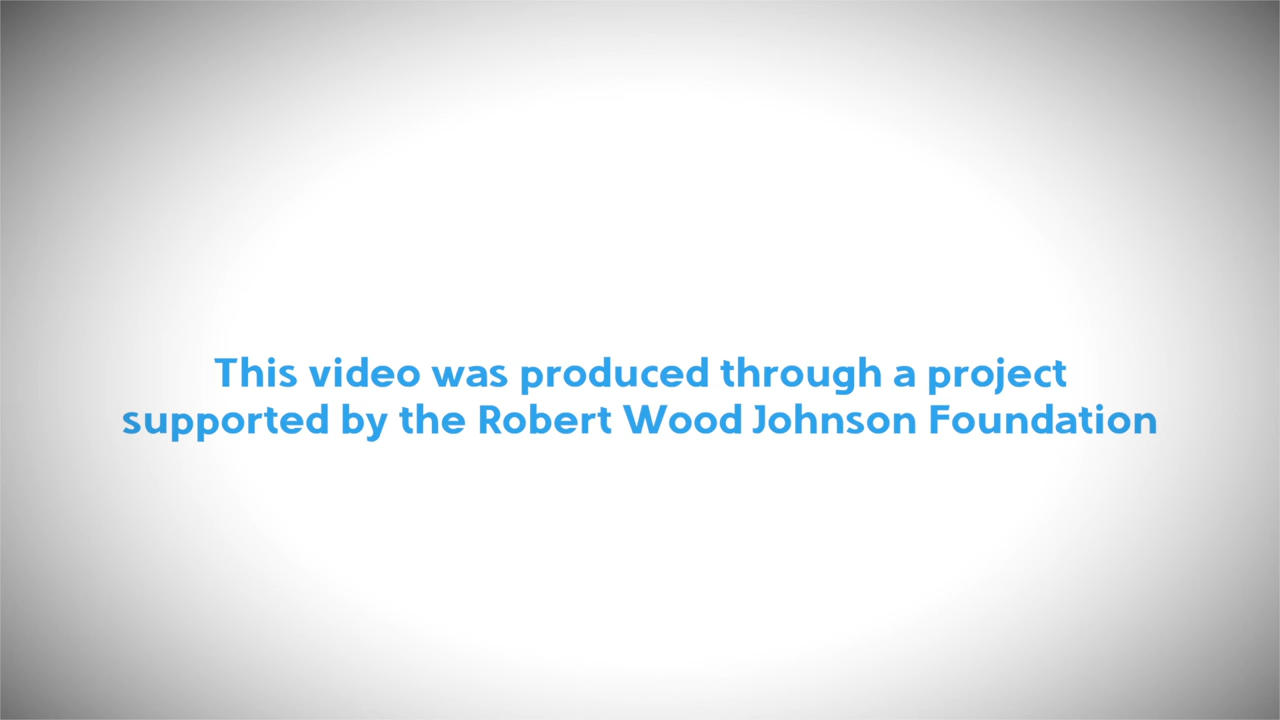 This video was produced through a project
supported by the Robert Wood Johnson Foundation